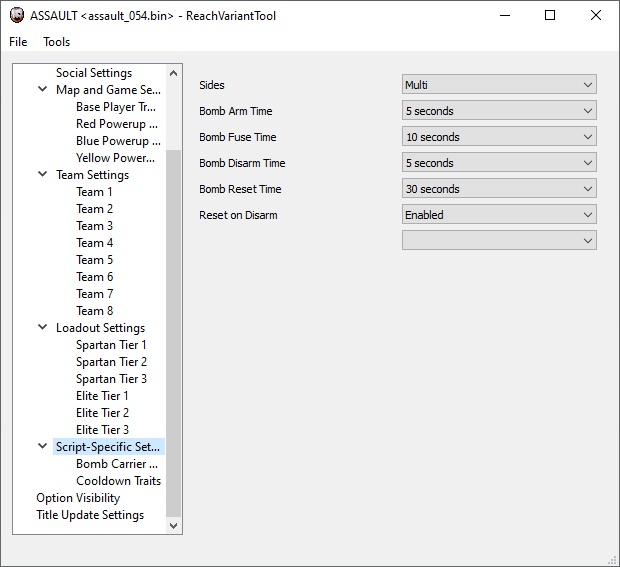 ASSAULT <assault_054.bin> - ReachVariantTool
File Tools
Social Settings
Map and Game Se...
Base Player Tr...
Red Powerup ...
Blue Powerup ...
Yellow Power...
Team Settings
Team 1
Team 2
Team 3
Team 4
Team 5
Team 6
Team 7
Team 8
Loadout Settings
Spartan Tier 1
Spartan Tier 2
Spartan Tier 3
Elite Tier 1
Elite Tier 2
Elite Tier 3
Script-Specific Set...
Bomb Carrier ...
Cooldown Traits
Option Visibility
Title Update Settings
Sides Multi
Bomb Arm Time 5 seconds
Bomb Fuse Time 10 seconds
Bomb Disarm Time 5 seconds
Bomb Reset Time 30 seconds
Reset on Disarm Enabled